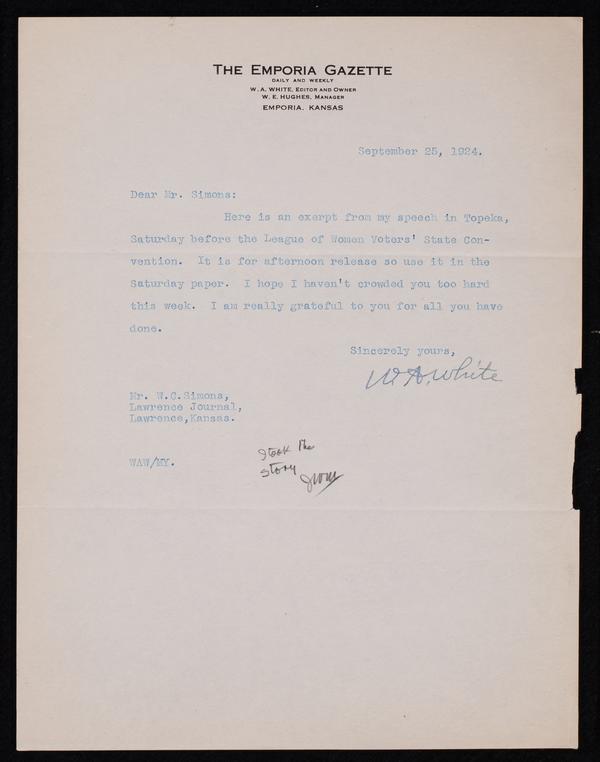 THE EMPORIA GAZETTE
DAILY AND WEEKLY
W. A. WHITE, EDITOR AND OWNER
W. E. HUGHES, MANAGER
EMPORIA, KANSAS
September 25, 1924.
Dear Mr. Simons:
Here is an exerpt from my speech in Topeka,
Saturday before the League of Women Voters' State Con-
vention. It is for afternoon release so use it in the
Saturday paper. I hope I haven't crowded you too hard
this week. I am really grateful to you for all you have
done.
Sincerely yours,
W. A. White
Mr. W.C.Simons,
Lawrence Journal,
Lawrence,Kansas.
WAW/MY.
I took the
story